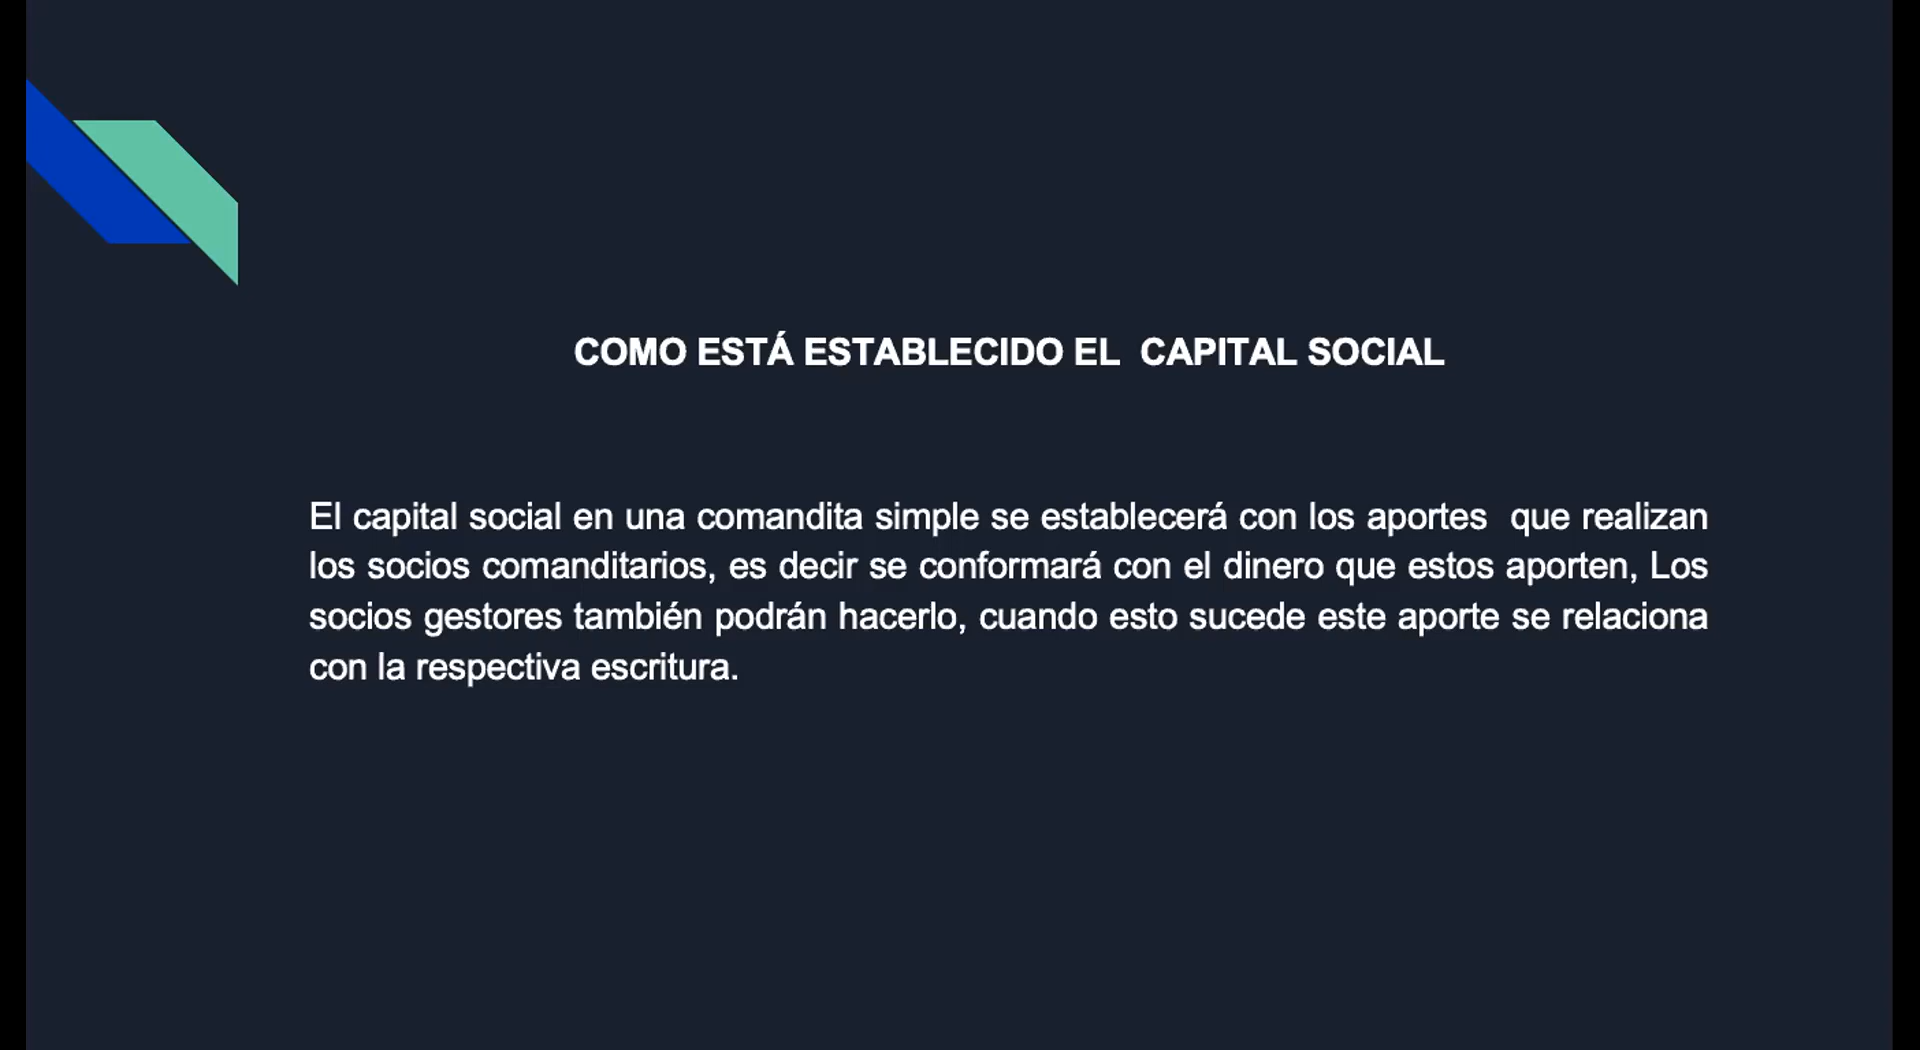 COMO ESTÁ ESTABLECIDO EL  CAPITAL SOCIAL
El capital social en una comandita simple se establecerá con los aportes  que realizan
los socios comanditarios, es decir se conformará con el dinero que estos aporten, Los
socios gestores también podrán hacerlo, cuando esto sucede este aporte se relaciona
con la respectiva escritura.